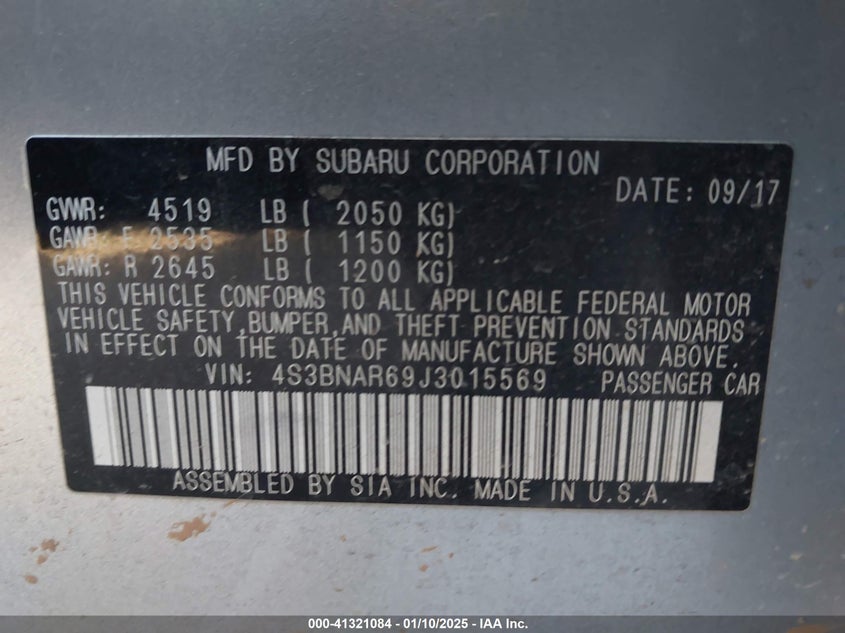 MFD BY SUBARU CORPORATION
DATE: 09/17
GVWR: 4519 LB ( 2050 KG)
GAWR: F 2535 LB ( 1150 KG)
GAWR: R 2645 LB ( 1200 KG)
THIS VEHICLE CONFORMS TO ALL APPLICABLE FEDERAL MOTOR
VEHICLE SAFETY,BUMPER,AND THEFT PREVENTION STANDARDS
IN EFFECT ON THE DATE OF MANUFACTURE SHOWN ABOVE.
VIN: 4S3BNAR69J3015569 PASSENGER CAR
ASSEMBLED BY SIA INC. MADE IN U.S.A.
000-41321084 - 01/10/2025 - IAA Inc.